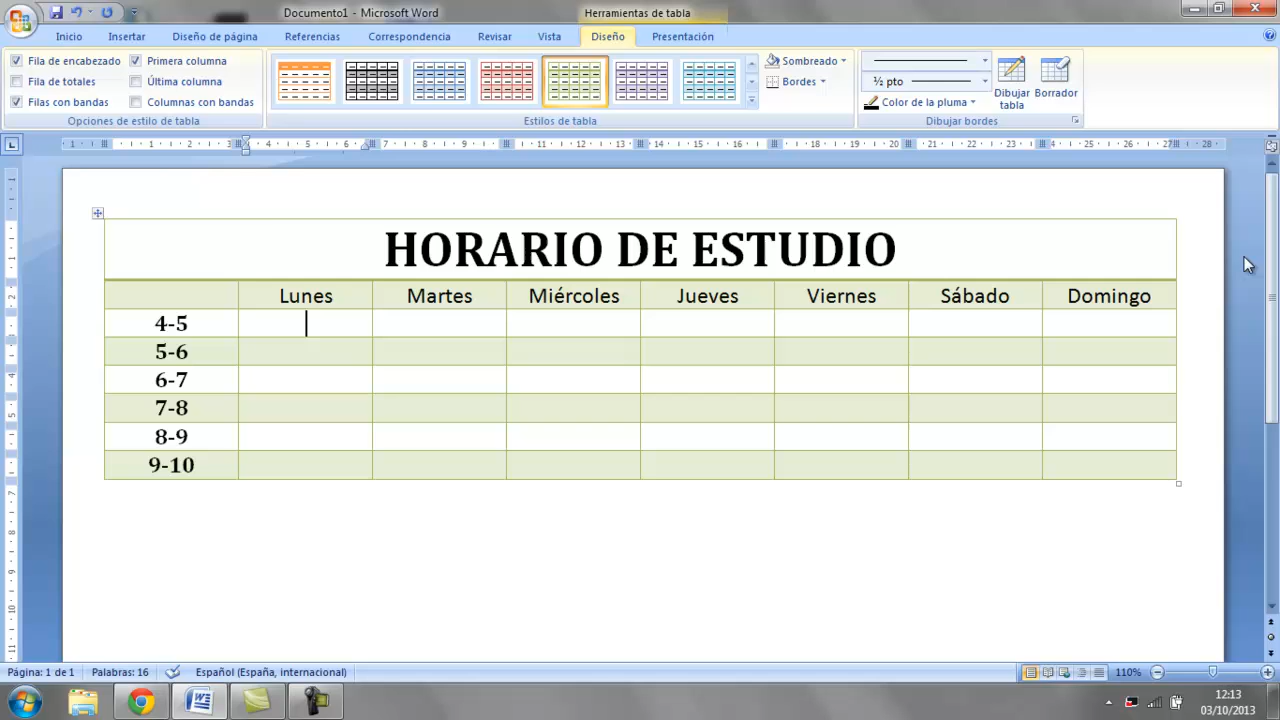 Documento1 - Microsoft Word
Herramientas de tabla
Inicio Insertar Diseño de página Referencias Correspondencia Revisar Vista Diseño Presentación
Fila de encabezado Primera columna
Fila de totales Última columna
Filas con bandas Columnas con bandas
Opciones de estilo de tabla
Sombreado
Bordes
Estilos de tabla
½ pto
Color de la pluma
Dibujar tabla
Borrador
Dibujar bordes
HORARIO DE ESTUDIO
Lunes Martes Miércoles Jueves Viernes Sábado Domingo
4-5
5-6
6-7
7-8
8-9
9-10
Página: 1 de 1 Palabras: 16 Español (España, internacional) 110%
12:13
03/10/2013